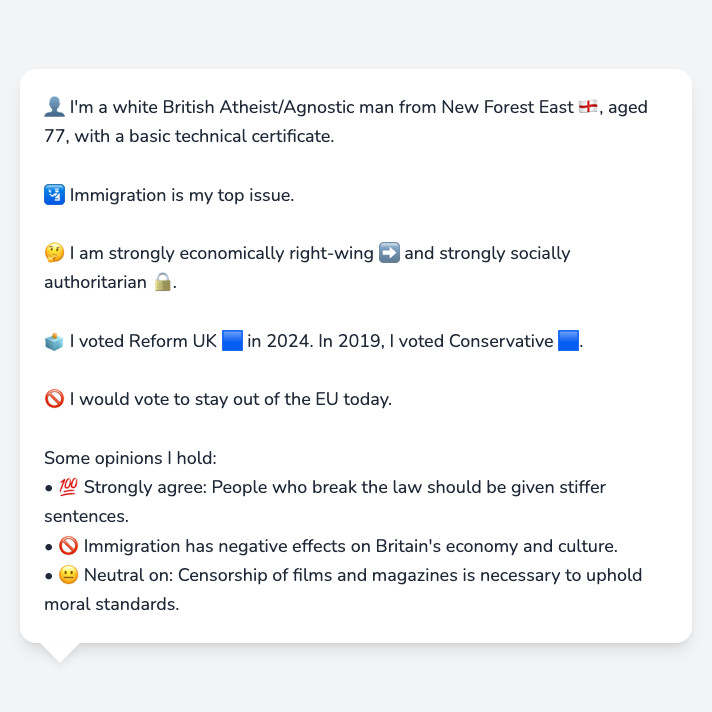 👤 I'm a white British Atheist/Agnostic man from New Forest East 🏴󠁧󠁢󠁥󠁮󠁧󠁿, aged
77, with a basic technical certificate.
🛂 Immigration is my top issue.
🤔 I am strongly economically right-wing ➡️ and strongly socially
authoritarian 🔒.
🗳️ I voted Reform UK 🟦 in 2024. In 2019, I voted Conservative 🟦.
🚫 I would vote to stay out of the EU today.
Some opinions I hold:
• 💯 Strongly agree: People who break the law should be given stiffer
sentences.
• 🚫 Immigration has negative effects on Britain's economy and culture.
• 😐 Neutral on: Censorship of films and magazines is necessary to uphold
moral standards.